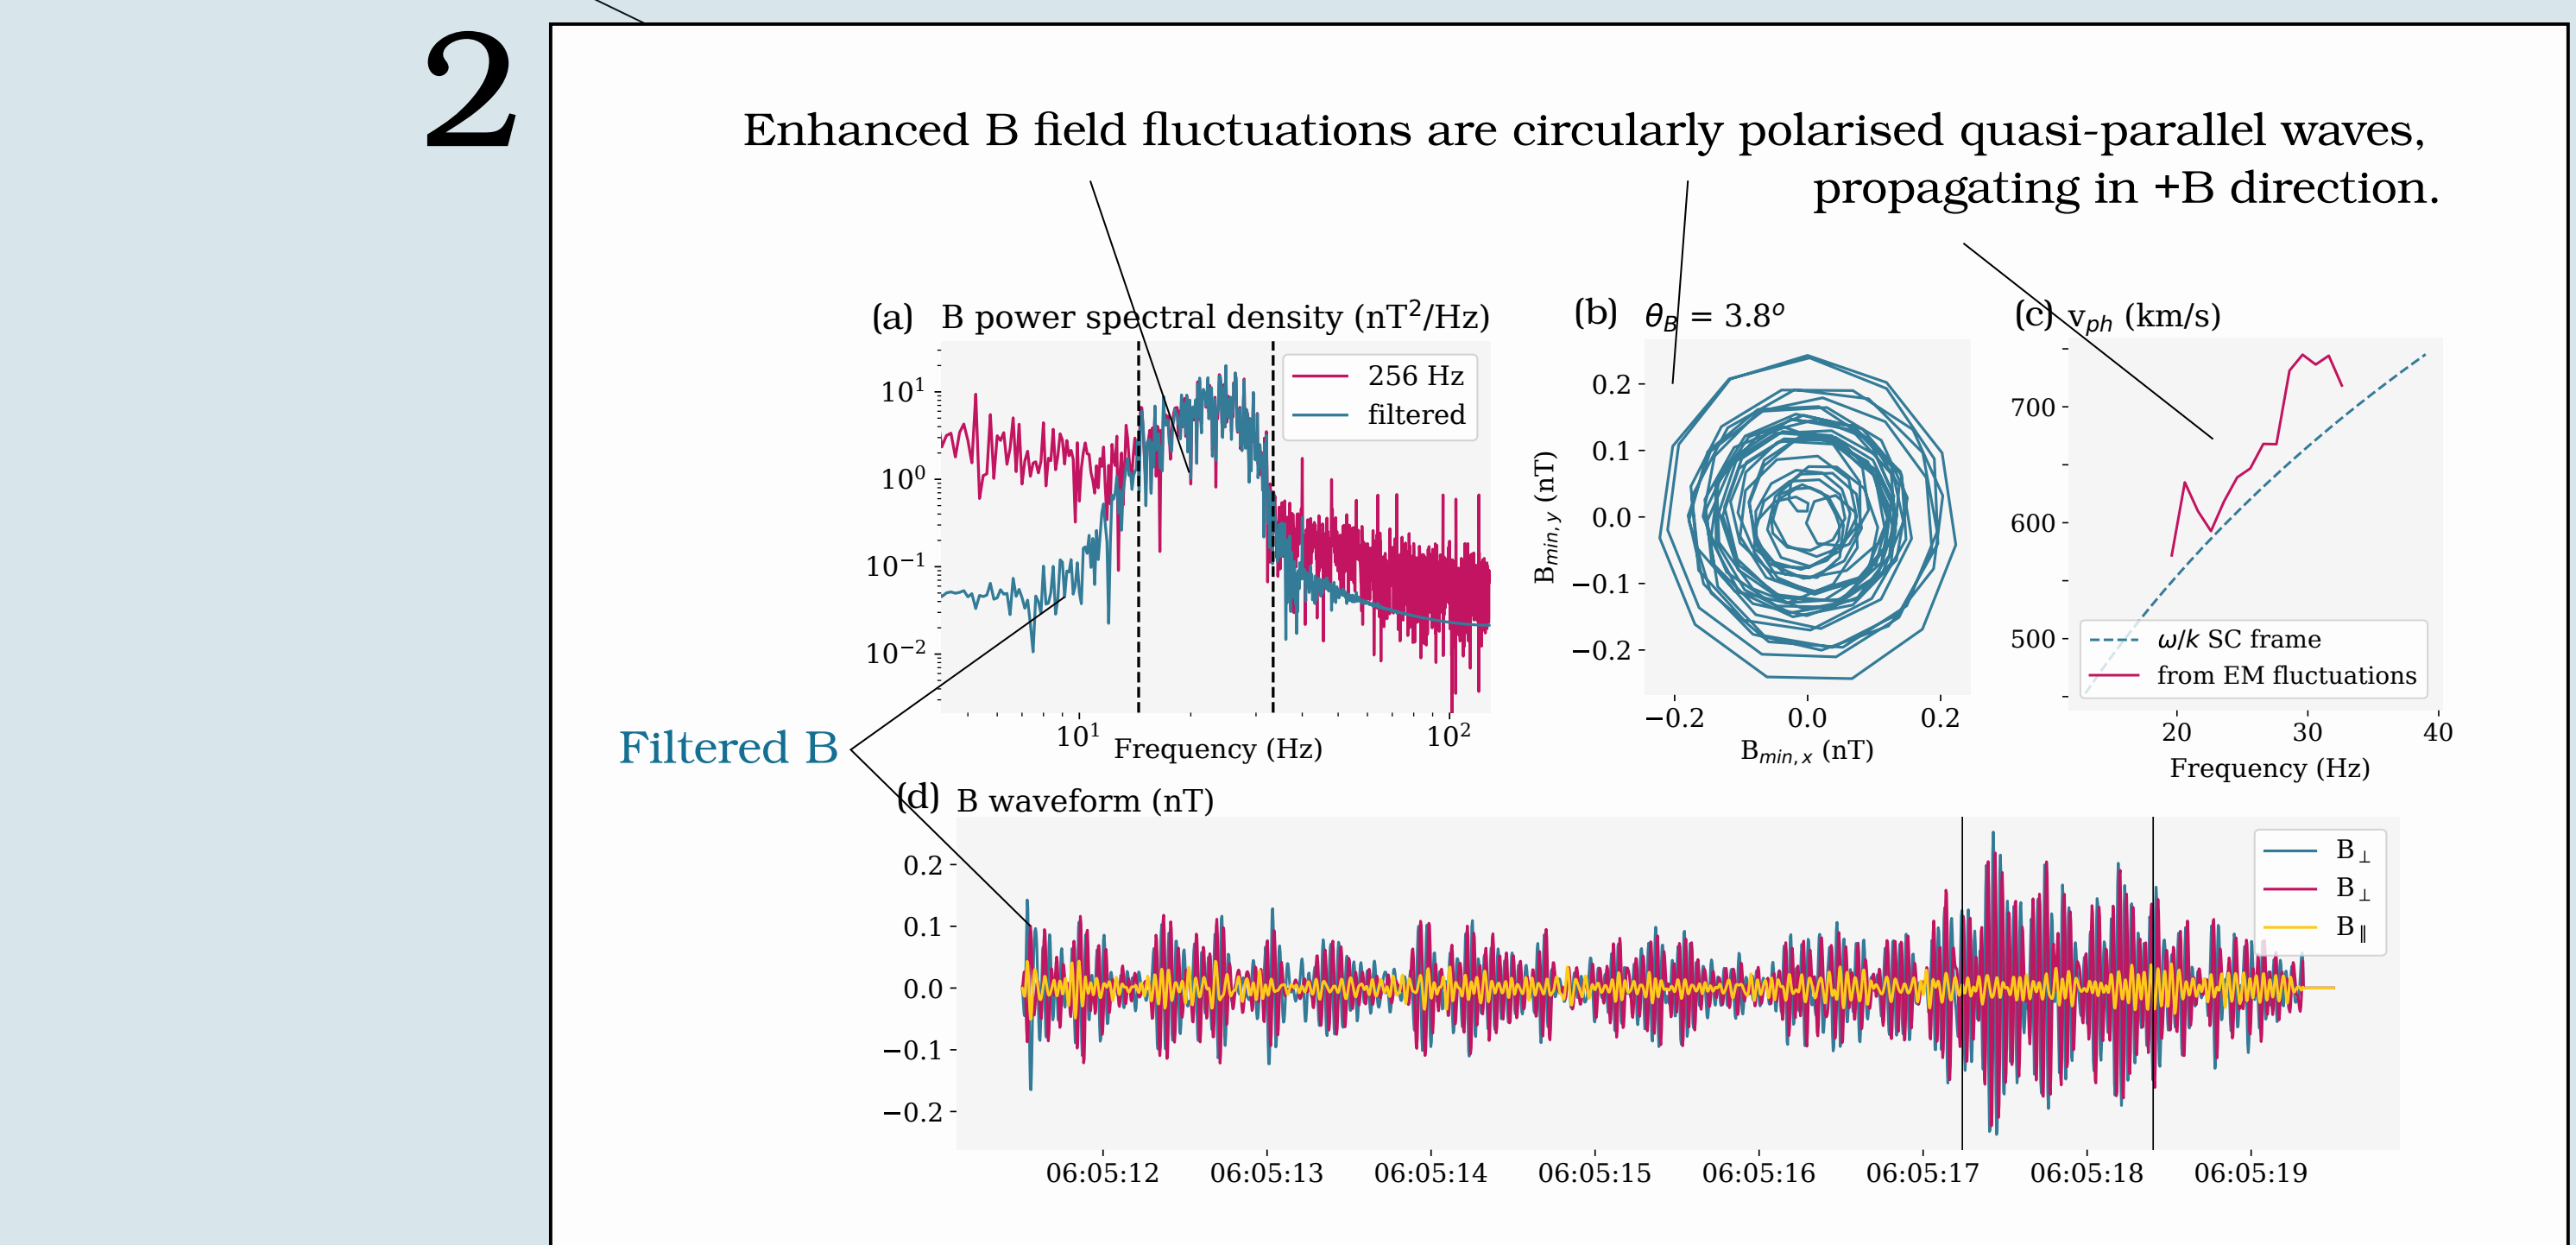 2
Enhanced B field fluctuations are circularly polarised quasi-parallel waves,
propagating in +B direction.
(a) B power spectral density (nT²/Hz)
256 Hz
filtered
10¹
10⁰
10⁻¹
10⁻²
10¹
10²
Frequency (Hz)
(b) θ_B = 3.8º
B_min,y (nT)
0.2
0.1
0.0
−0.1
−0.2
−0.2 0.0 0.2
B_min,x (nT)
(c) v_ph (km/s)
700
600
500
ω/k SC frame
from EM fluctuations
20 30 40
Frequency (Hz)
Filtered B
(d) B waveform (nT)
0.2
0.1
0.0
−0.1
−0.2
B⊥
B⊥
B∥
06:05:12 06:05:13 06:05:14 06:05:15 06:05:16 06:05:17 06:05:18 06:05:19